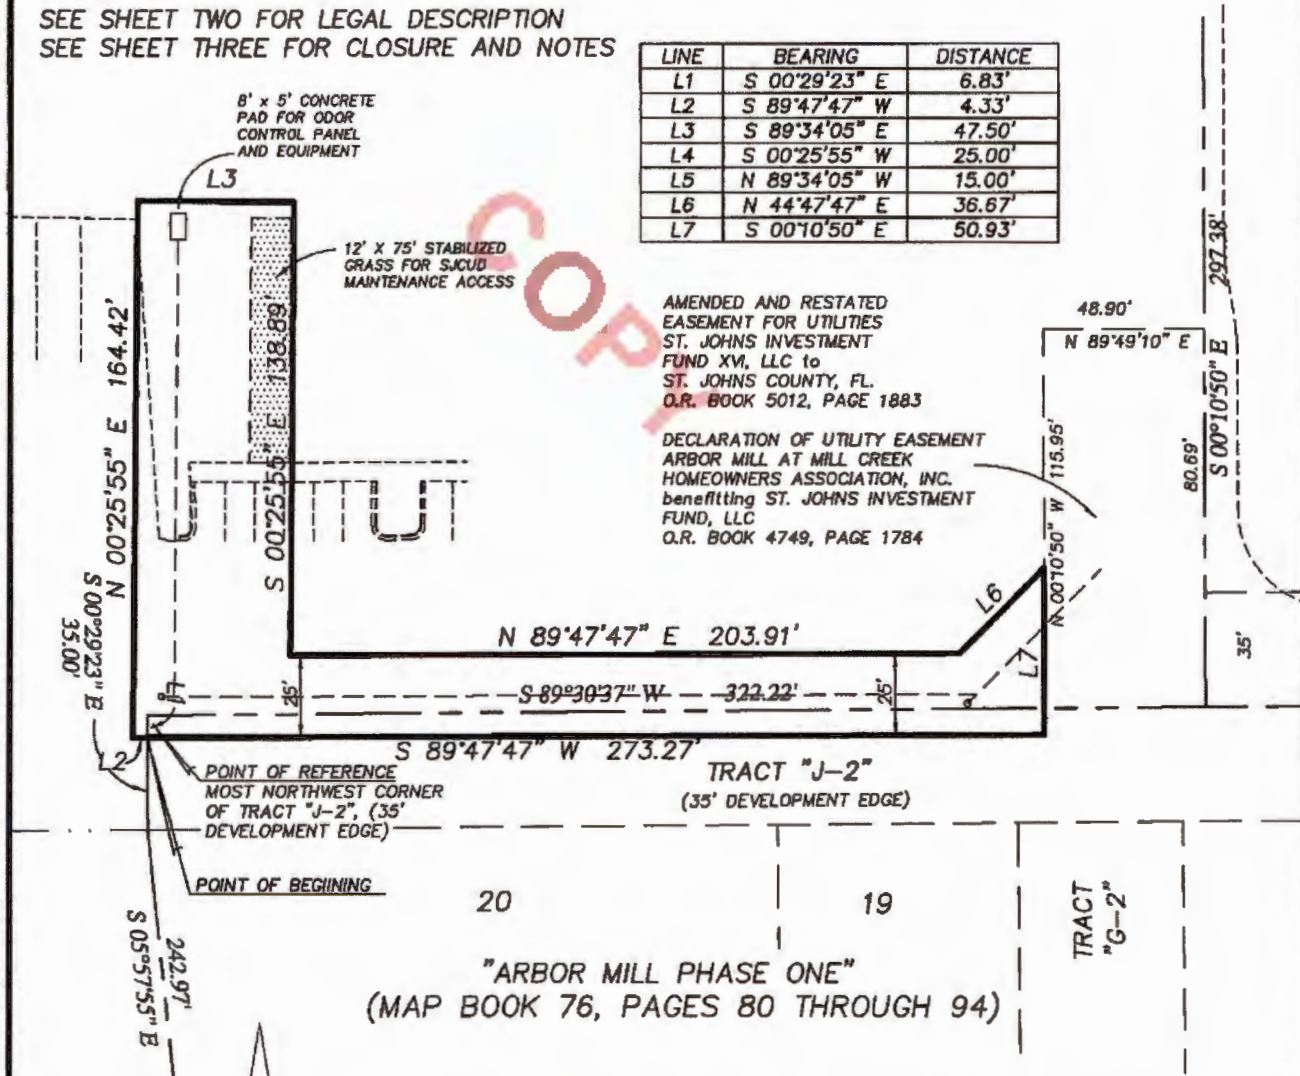 SEE SHEET TWO FOR LEGAL DESCRIPTION
SEE SHEET THREE FOR CLOSURE AND NOTES
LINE BEARING DISTANCE
L1 S 00°29'23" E 6.83'
L2 S 89°47'47" W 4.33'
L3 S 89°34'05" E 47.50'
L4 S 00°25'55" W 25.00'
L5 N 89°34'05" W 15.00'
L6 N 44°47'47" E 36.67'
L7 S 00°10'50" E 50.93'
8' x 5' CONCRETE
PAD FOR ODOR
CONTROL PANEL
AND EQUIPMENT
L3
12' X 75' STABILIZED
GRASS FOR SJCUD
MAINTENANCE ACCESS
COPY
AMENDED AND RESTATED
EASEMENT FOR UTILITIES
ST. JOHNS INVESTMENT
FUND XVI, LLC to
ST. JOHNS COUNTY, FL.
O.R. BOOK 5012, PAGE 1883
DECLARATION OF UTILITY EASEMENT
ARBOR MILL AT MILL CREEK
HOMEOWNERS ASSOCIATION, INC.
benefitting ST. JOHNS INVESTMENT
FUND, LLC
O.R. BOOK 4749, PAGE 1784
48.90'
N 89°49'10" E
S 00°10'50" E 297.38'
N 00°10'50" W 115.95'
80.69'
35'
N 00°25'55" E 164.42'
S 00°25'55" E 138.89'
S 00°29'23" E
35.00'
N 89°47'47" E 203.91'
L6
L7
L1
25'
S 89°30'37" W 322.22'
25'
L2
S 89°47'47" W 273.27'
POINT OF REFERENCE
MOST NORTHWEST CORNER
OF TRACT "J-2", (35'
DEVELOPMENT EDGE)
TRACT "J-2"
(35' DEVELOPMENT EDGE)
POINT OF BEGIINING
20
19
TRACT
"G-2"
242.97'
S 05°57'55" E
"ARBOR MILL PHASE ONE"
(MAP BOOK 76, PAGES 80 THROUGH 94)